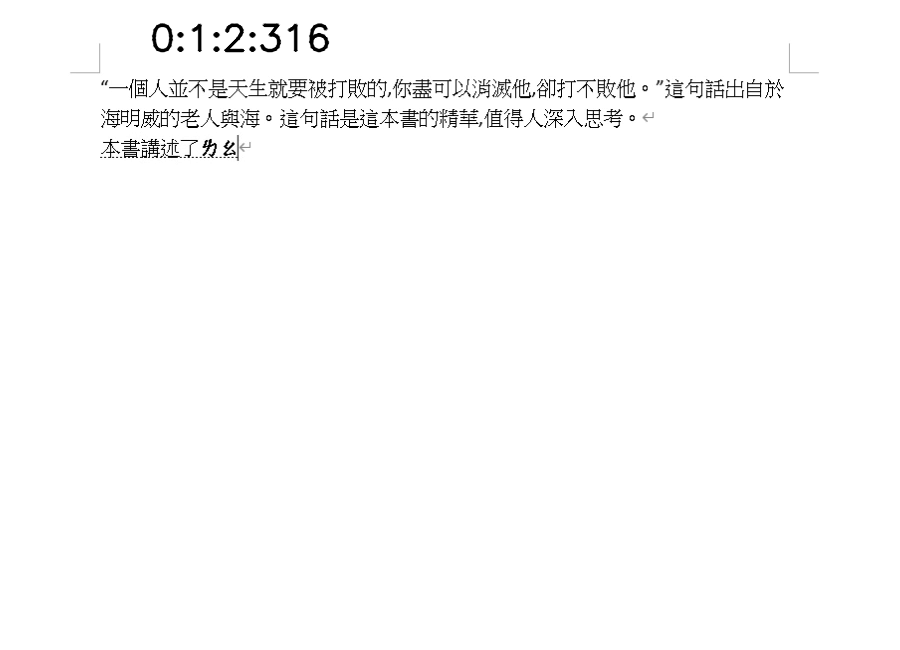 0:1:2:316
“一個人並不是天生就要被打敗的,你盡可以消滅他,卻打不敗他。”這句話出自於
海明威的老人與海。這句話是這本書的精華,值得人深入思考。↵
本書講述了ㄌㄠ↵